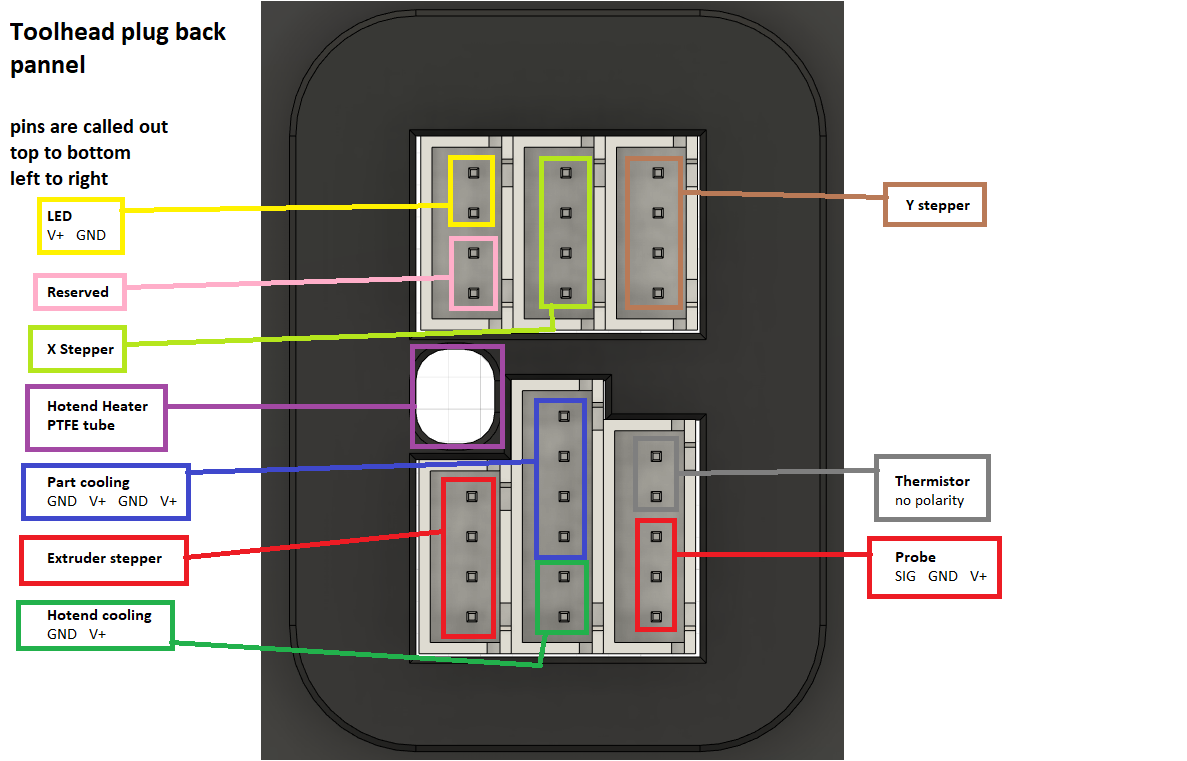 Toolhead plug back
pannel
pins are called out
top to bottom
left to right
LED
V+ GND
Reserved
X Stepper
Hotend Heater
PTFE tube
Part cooling
GND V+ GND V+
Extruder stepper
Hotend cooling
GND V+
Y stepper
Thermistor
no polarity
Probe
SIG GND V+